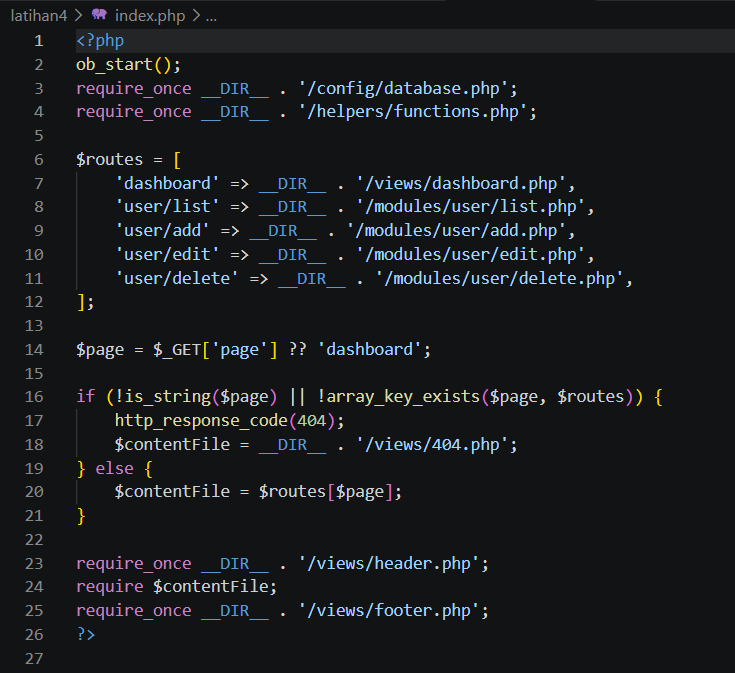 latihan4 > index.php > ...
1 <?php
2 ob_start();
3 require_once __DIR__ . '/config/database.php';
4 require_once __DIR__ . '/helpers/functions.php';
5
6 $routes = [
7     'dashboard' => __DIR__ . '/views/dashboard.php',
8     'user/list' => __DIR__ . '/modules/user/list.php',
9     'user/add' => __DIR__ . '/modules/user/add.php',
10     'user/edit' => __DIR__ . '/modules/user/edit.php',
11     'user/delete' => __DIR__ . '/modules/user/delete.php',
12 ];
13
14 $page = $_GET['page'] ?? 'dashboard';
15
16 if (!is_string($page) || !array_key_exists($page, $routes)) {
17     http_response_code(404);
18     $contentFile = __DIR__ . '/views/404.php';
19 } else {
20     $contentFile = $routes[$page];
21 }
22
23 require_once __DIR__ . '/views/header.php';
24 require $contentFile;
25 require_once __DIR__ . '/views/footer.php';
26 ?>
27